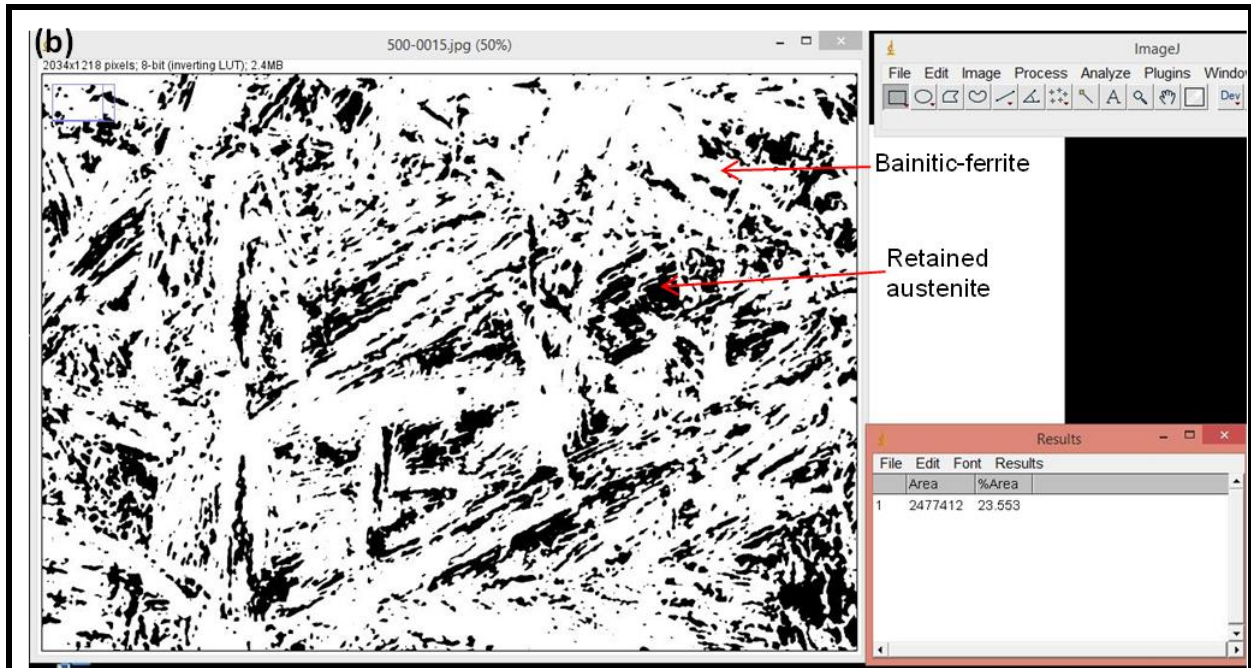 (b)
500-0015.jpg (50%)
2034x1218 pixels; 8-bit (inverting LUT); 2.4MB
ImageJ
File Edit Image Process Analyze Plugins Window
A Dev
Bainitic-ferrite
Retained
austenite
Results
File Edit Font Results
Area %Area
1 2477412 23.553